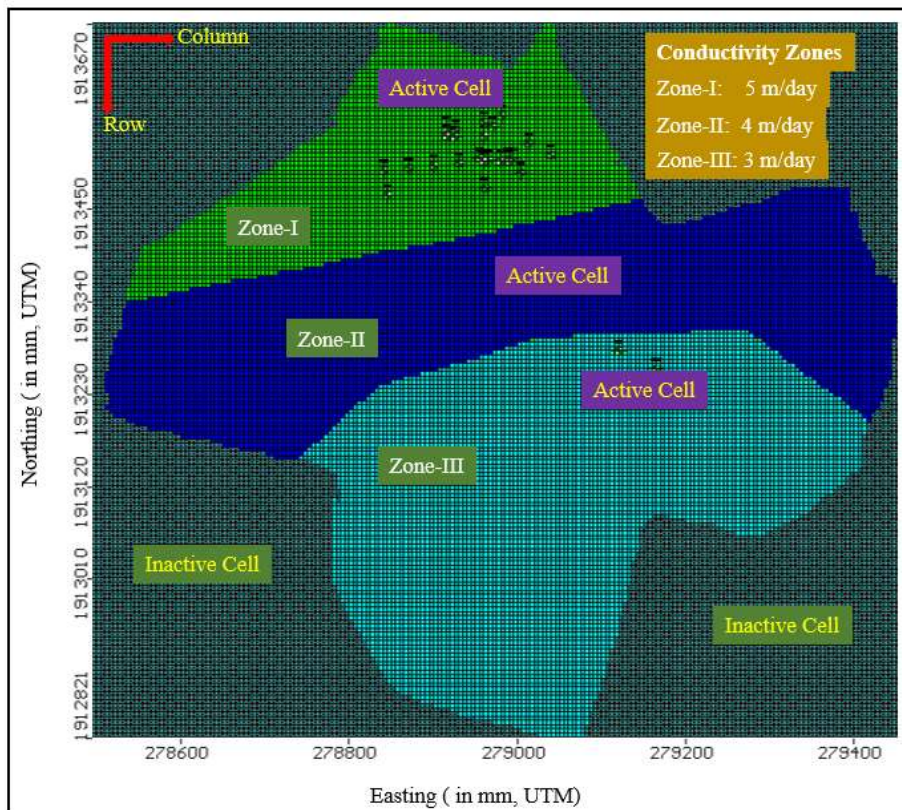 Column
Row
Active Cell
Conductivity Zones
Zone-I: 5 m/day
Zone-II: 4 m/day
Zone-III: 3 m/day
Zone-I
Active Cell
Zone-II
Active Cell
Zone-III
Inactive Cell
Inactive Cell
1913670
1913450
1913340
1913230
1913120
1913010
1912821
Northing ( in mm, UTM)
278600 278800 279000 279200 279400
Easting ( in mm, UTM)